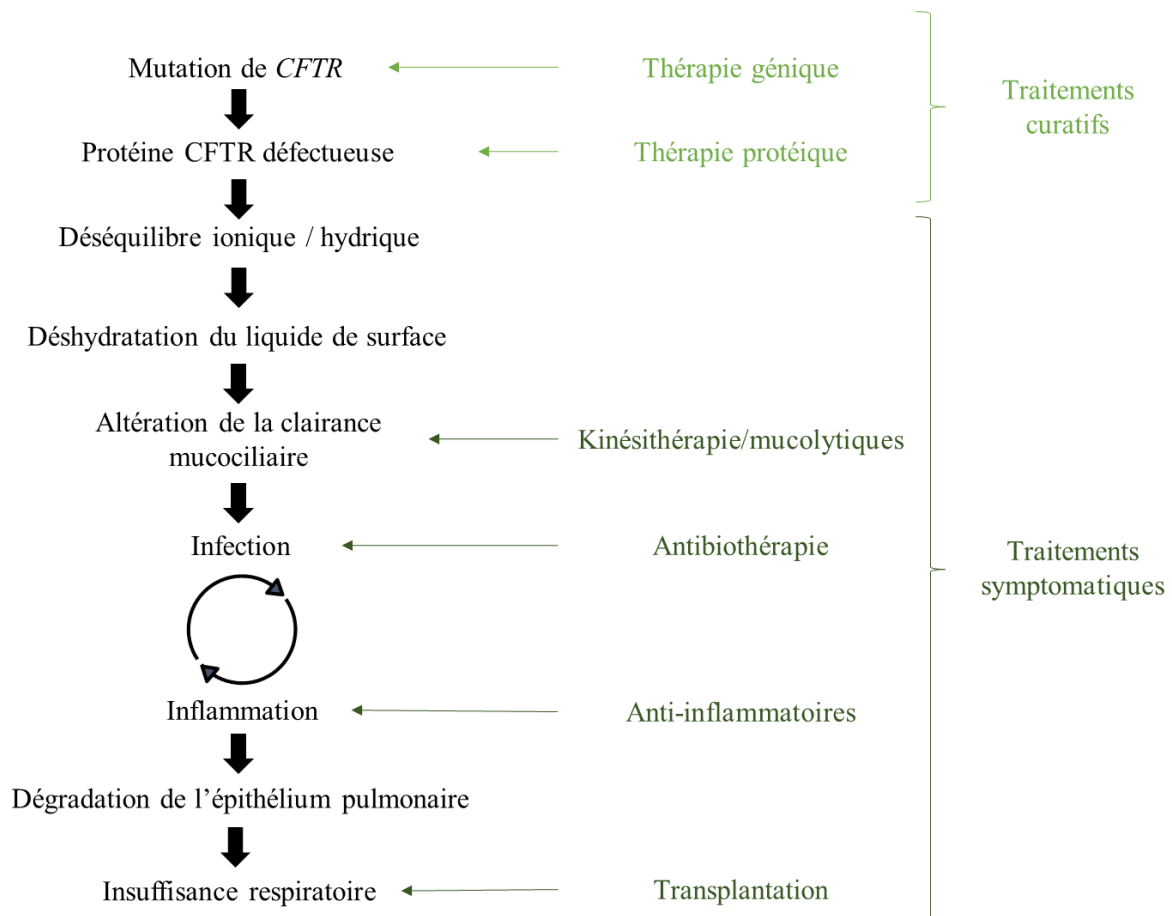 Mutation de CFTR
Thérapie génique
Traitements
curatifs
Protéine CFTR défectueuse
Thérapie protéique
Déséquilibre ionique / hydrique
Déshydratation du liquide de surface
Altération de la clairance
mucociliaire
Kinésithérapie/mucolytiques
Infection
Antibiothérapie
Traitements
symptomatiques
Inflammation
Anti-inflammatoires
Dégradation de l’épithélium pulmonaire
Insuffisance respiratoire
Transplantation